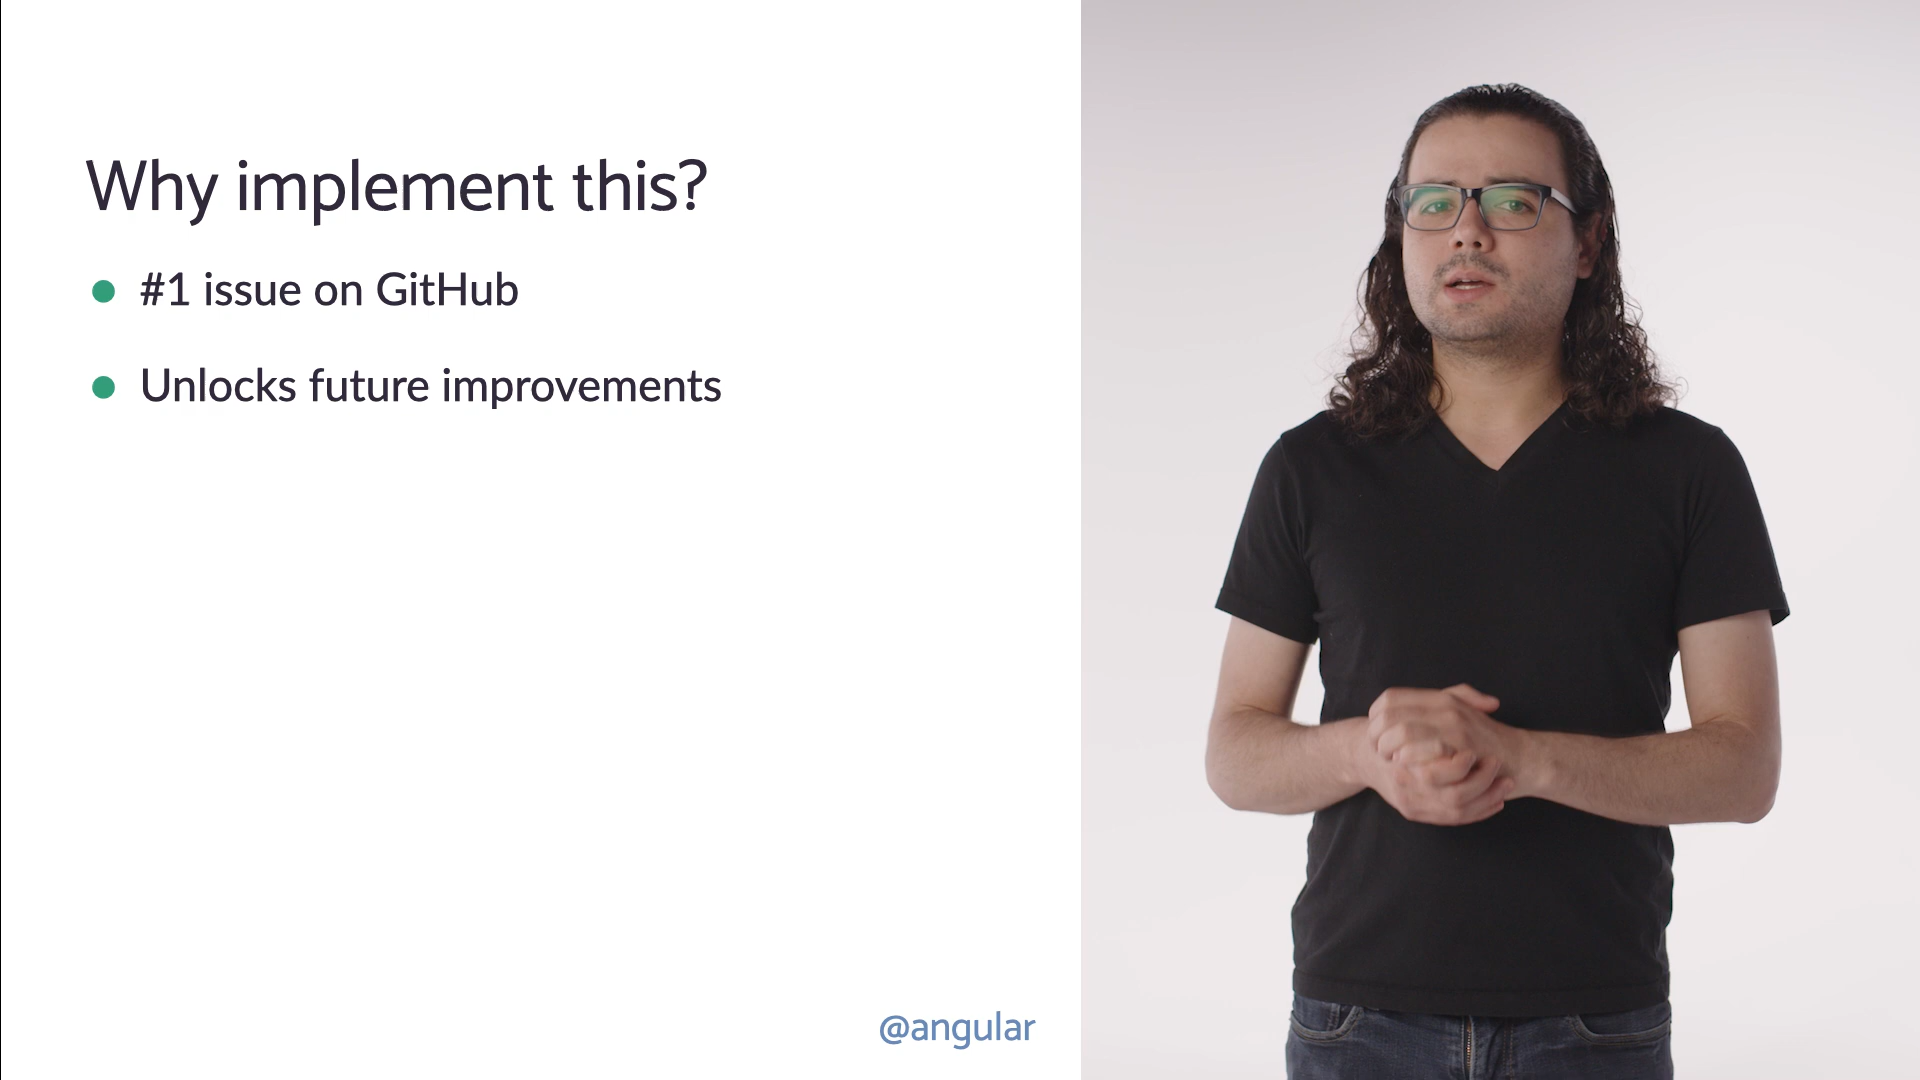 Why implement this?
#1 issue on GitHub
Unlocks future improvements
@angular